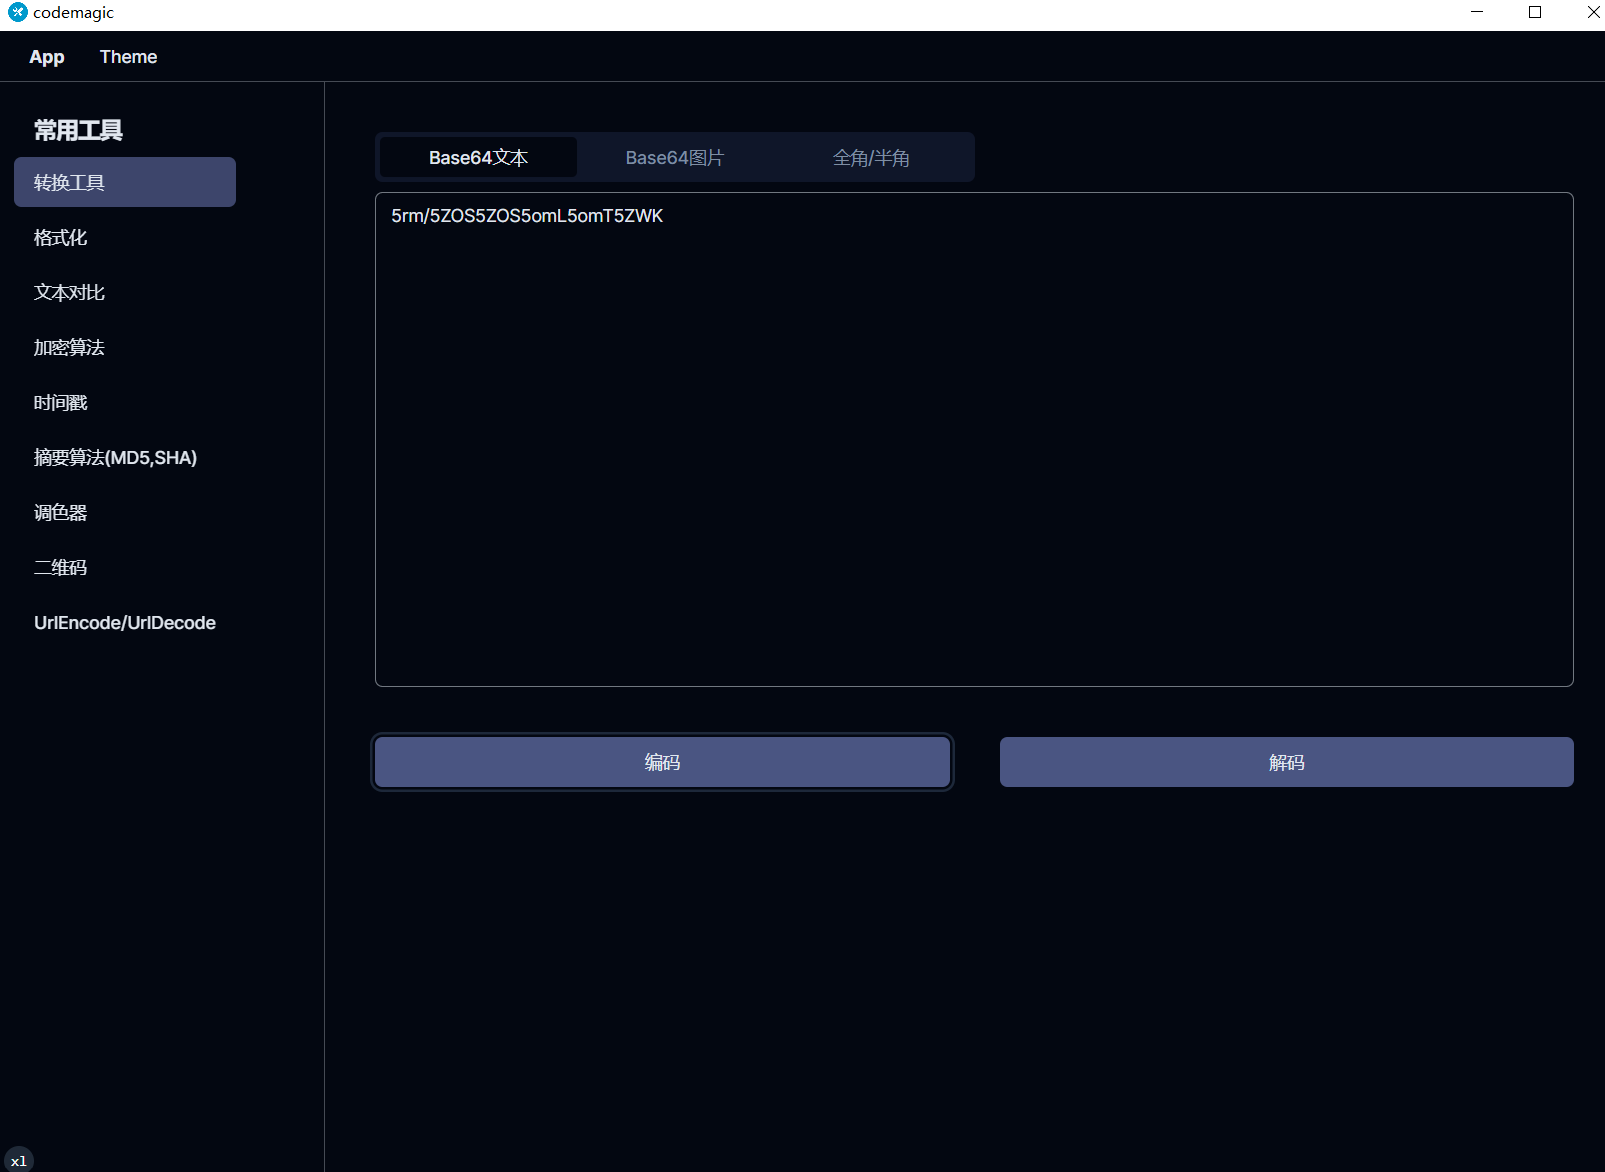 codemagic
App Theme
常用工具
转换工具
格式化
文本对比
加密算法
时间戳
摘要算法(MD5,SHA)
调色器
二维码
UrlEncode/UrlDecode
Base64文本 Base64图片 全角/半角
5rm/5ZOS5ZOS5omL5omT5ZWK
编码 解码
xl